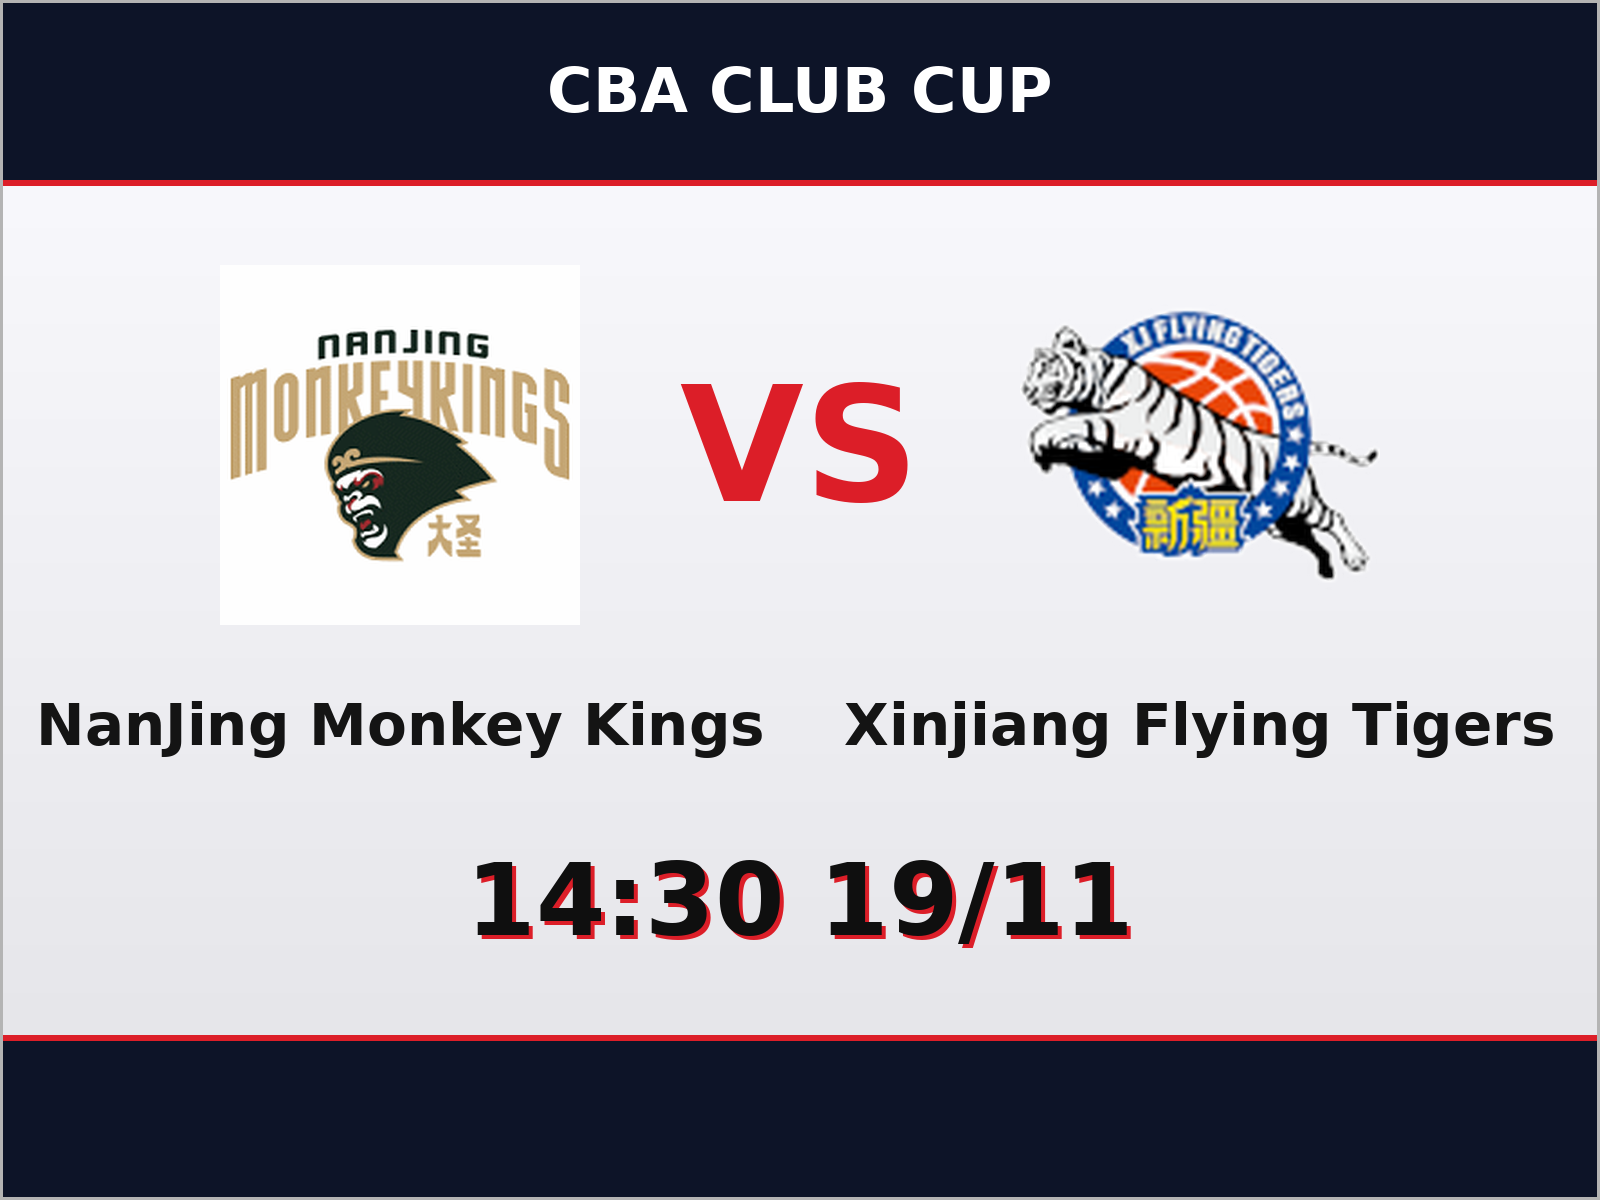 CBA CLUB CUP
NANJING
MONKEYKINGS
大圣
VS
XJ FLYING TIGERS
新疆
NanJing Monkey Kings
Xinjiang Flying Tigers
14:30 19/11